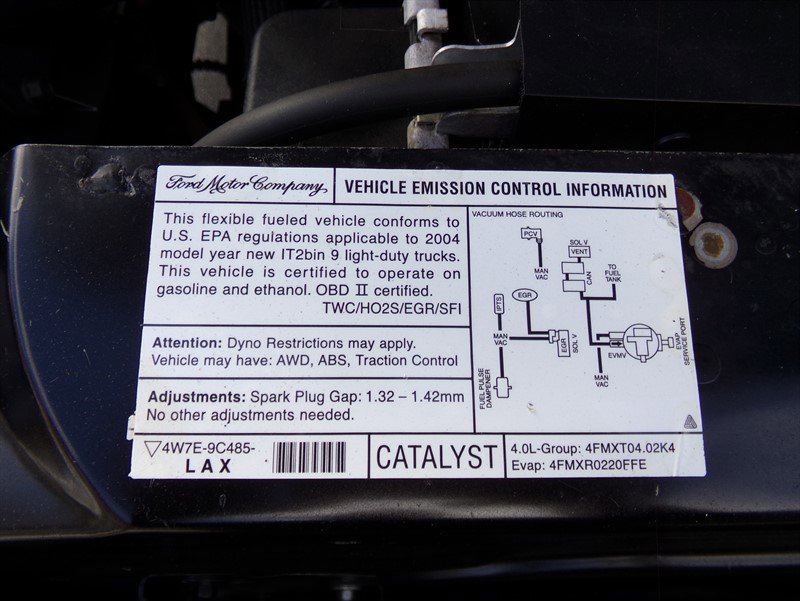 Ford Motor Company
VEHICLE EMISSION CONTROL INFORMATION
This flexible fueled vehicle conforms to
U.S. EPA regulations applicable to 2004
model year new IT2bin 9 light-duty trucks.
This vehicle is certified to operate on
gasoline and ethanol. OBD II certified.
TWC/HO2S/EGR/SFI
Attention: Dyno Restrictions may apply.
Vehicle may have: AWD, ABS, Traction Control
Adjustments: Spark Plug Gap: 1.32 – 1.42mm
No other adjustments needed.
VACUUM HOSE ROUTING
PCV
MAN
VAC
SOL V
VENT
CAN
TO
FUEL
TANK
IPTS
EGR
MAN
VAC
EGR
SOL V
EVMV
EVAP
SERVICE PORT
MAN
VAC
FUEL PULSE
DAMPENER
4W7E-9C485-
LAX
CATALYST
4.0L-Group: 4FMXT04.02K4
Evap: 4FMXR0220FFE